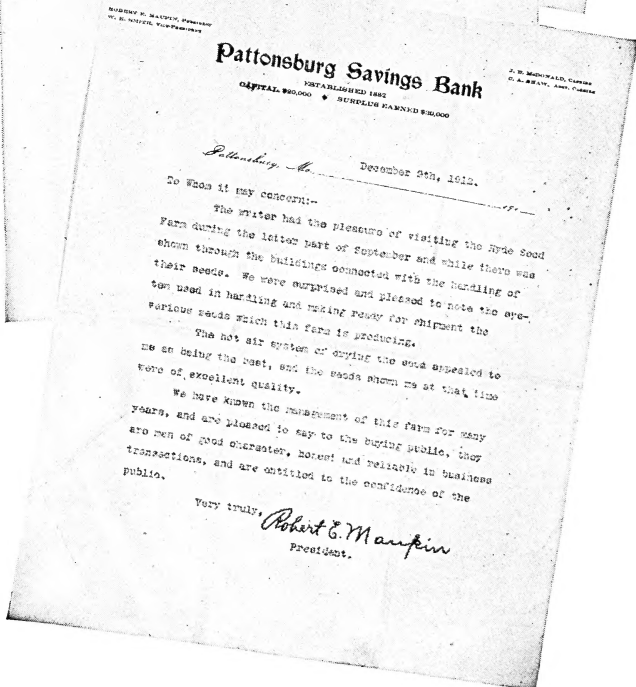 ROBERT E. MAUPIN, President
W. E. SMITH, Vice-President
J. D. McDONALD, Cashier
C. A. SHAW, Asst. Cashier
Pattonsburg Savings Bank
ESTABLISHED 1882
CAPITAL $20,000 ♦ SURPLUS EARNED $20,000
Pattonsburg, Mo. December 9th, 1912. 19
To Whom it may concern:-
The writer had the pleasure of visiting the Hyde Seed
Farm during the latter part of September and while there was
shown through the buildings connected with the handling of
their seeds. We were surprised and pleased to note the sys-
tem used in handling and making ready for shipment the
various seeds which this farm is producing.
The hot air system of drying the seed appealed to
me as being the best, and the seeds shown me at that time
were of excellent quality.
We have known the management of this farm for many
years, and are pleased to say to the buying public, they
are men of good character, honest and reliable in business
transactions, and are entitled to the confidence of the
public.
Very truly,
Robert E. Maupin
President.